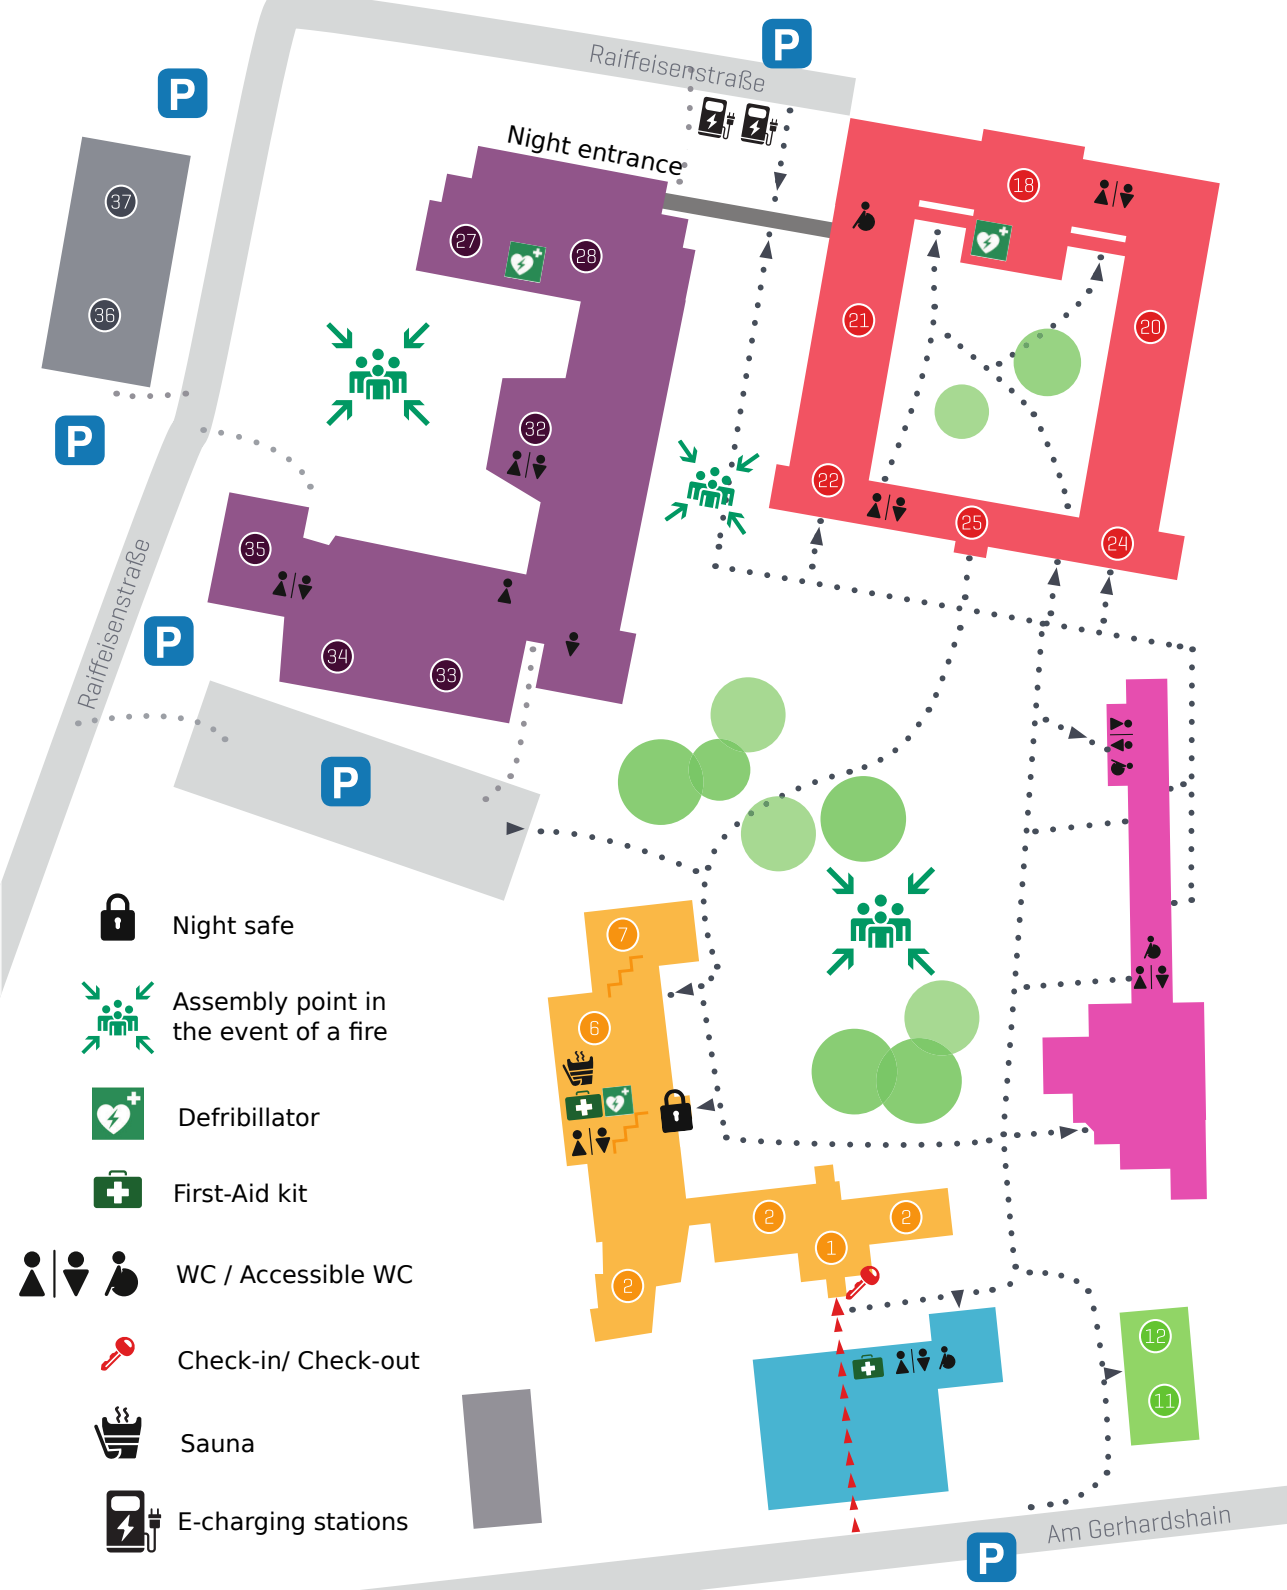 P
Raiffeisenstraße
P
Night entrance
37
18
27
28
36
21
20
P
32
22
25
24
35
Raiffeisenstraße
P
34
33
P
7
Night safe
6
Assembly point in
the event of a fire
Defribillator
First-Aid kit
2
2
1
WC / Accessible WC
2
12
Check-in/ Check-out
11
Sauna
E-charging stations
Am Gerhardshain
P